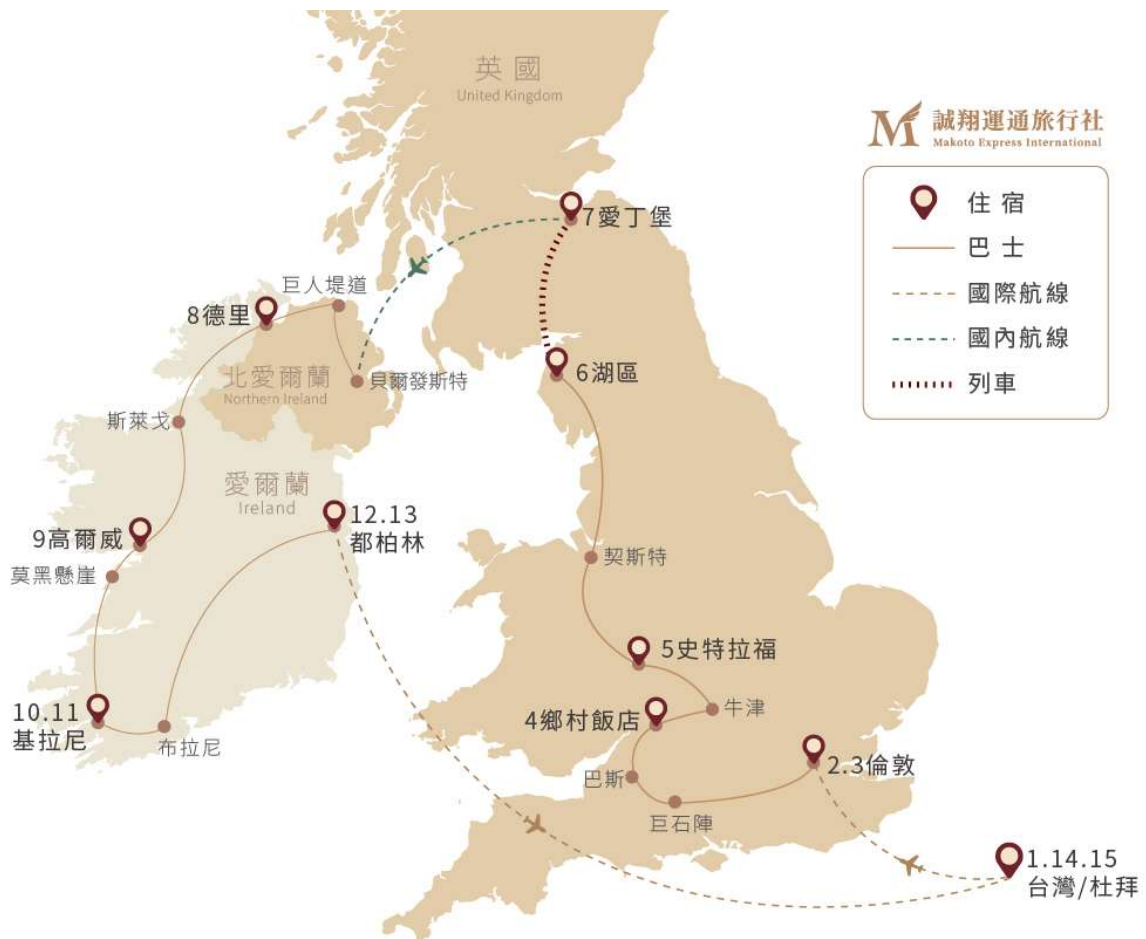 英國
United Kingdom
誠翔運通旅行社
Makoto Express International
住宿
巴士
國際航線
國內航線
列車
7愛丁堡
巨人堤道
8德里
6湖區
北愛爾蘭
Northern Ireland
貝爾發斯特
斯萊戈
愛爾蘭
Ireland
12.13
都柏林
9高爾威
莫黑懸崖
契斯特
5史特拉福
10.11
基拉尼
布拉尼
4鄉村飯店
牛津
2.3倫敦
巴斯
巨石陣
1.14.15
台灣/杜拜